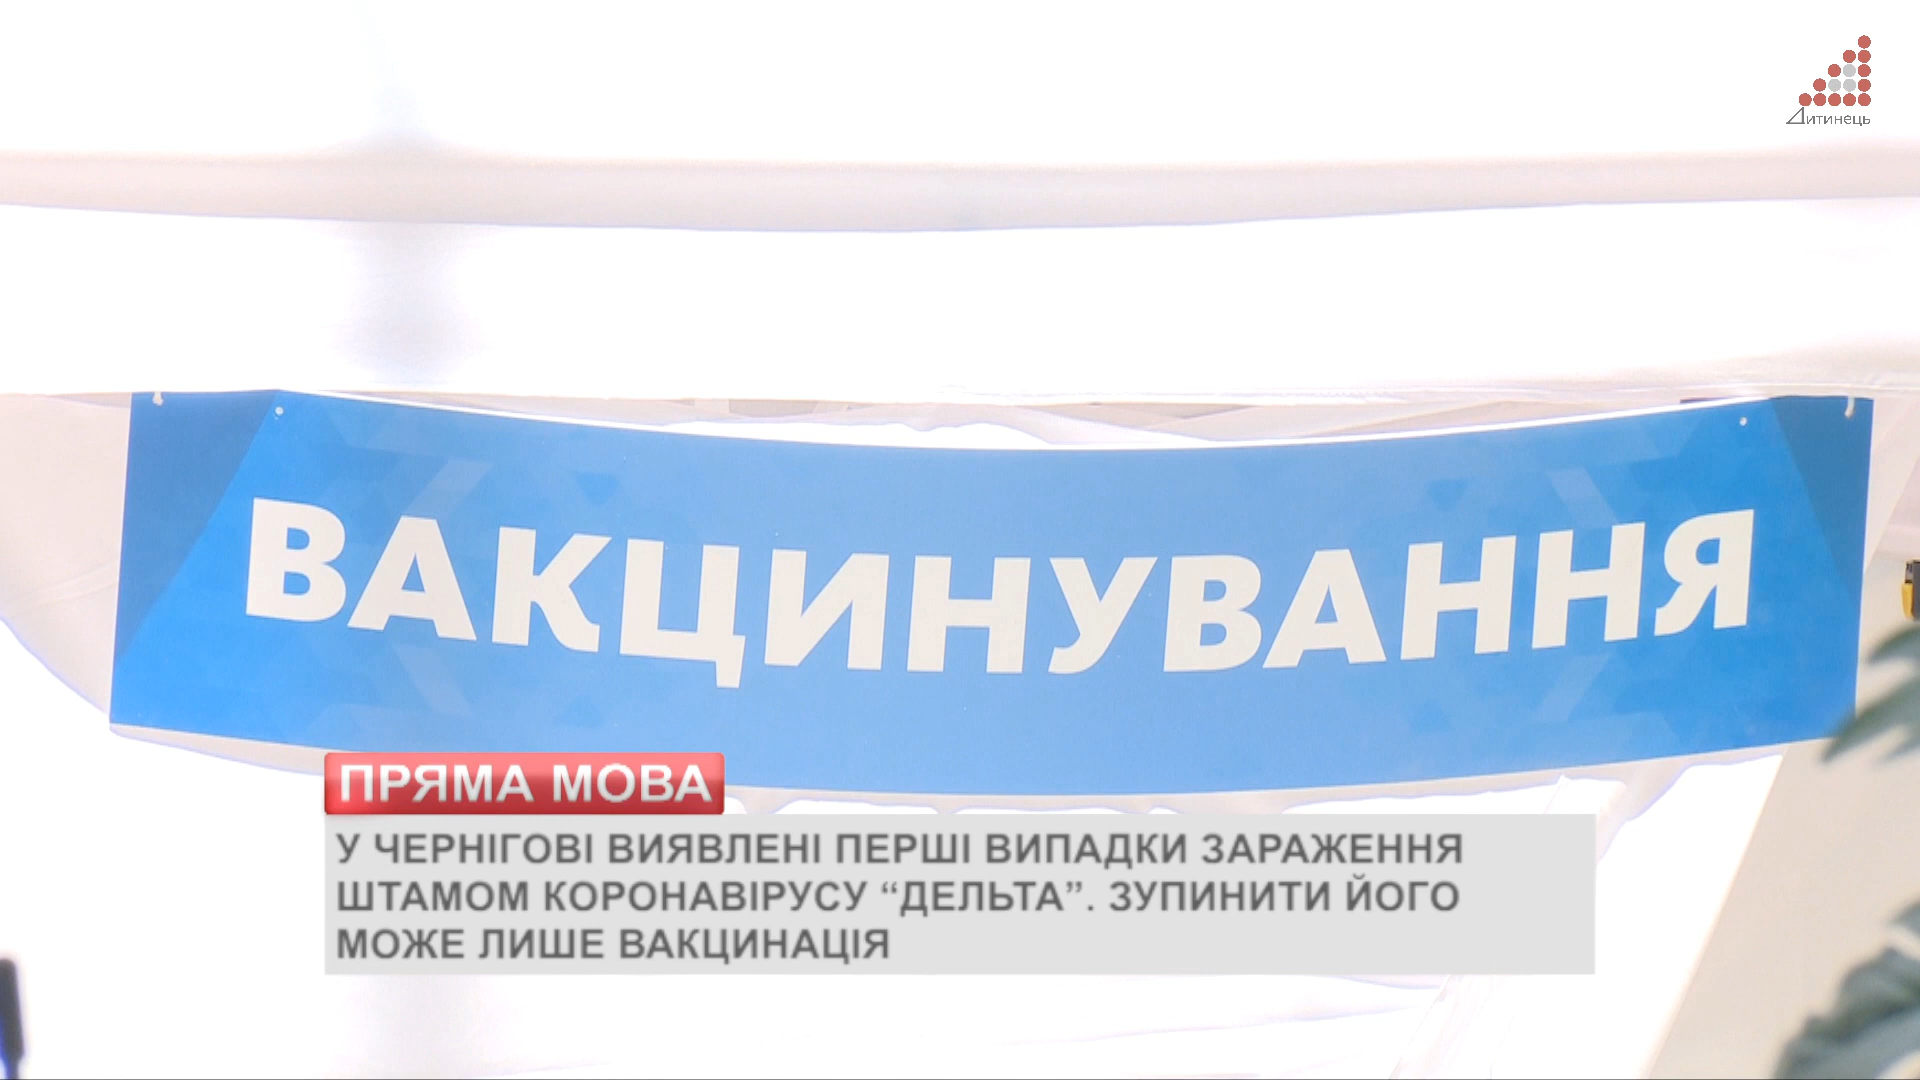 Дитинець
ВАКЦИНУВАННЯ
ПРЯМА МОВА
У ЧЕРНІГОВІ ВИЯВЛЕНІ ПЕРШІ ВИПАДКИ ЗАРАЖЕННЯ
ШТАМОМ КОРОНАВІРУСУ “ДЕЛЬТА”. ЗУПИНИТИ ЙОГО
МОЖЕ ЛИШЕ ВАКЦИНАЦІЯ